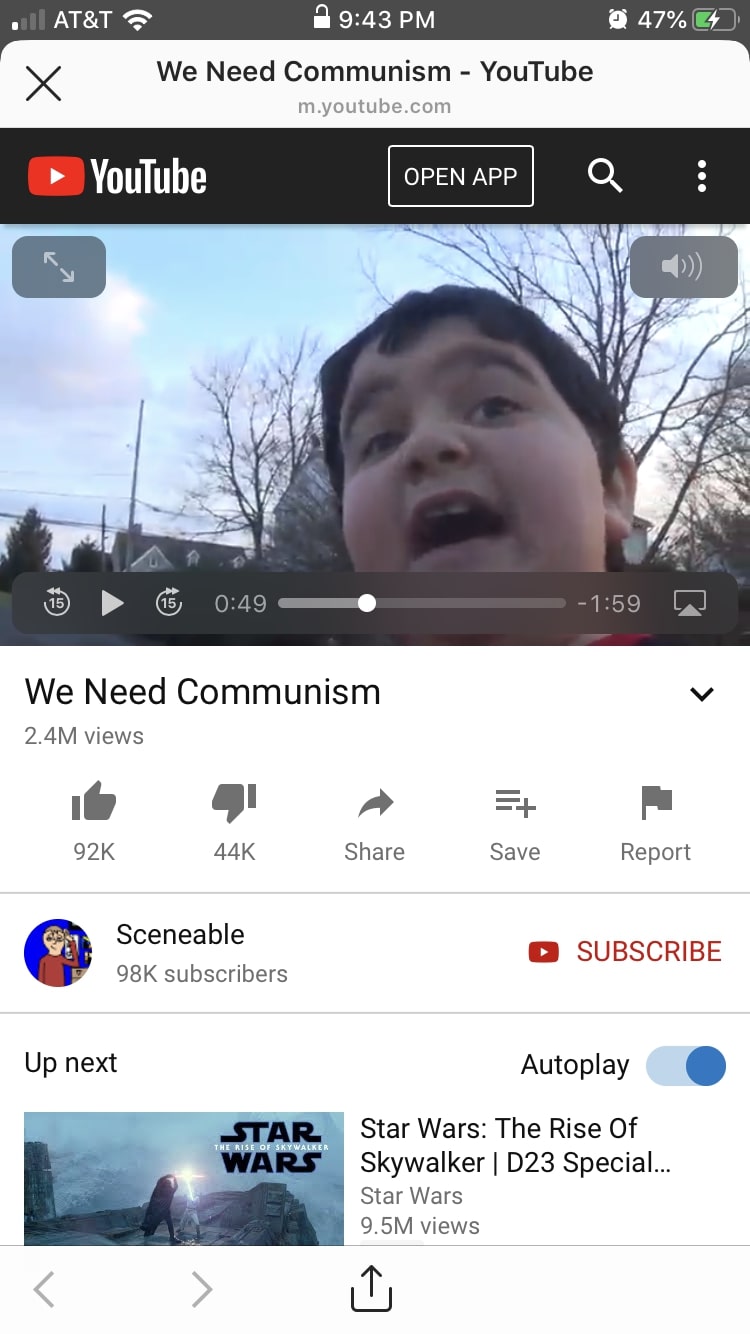 AT&T 9:43 PM 47%
We Need Communism - YouTube
m.youtube.com
YouTube OPEN APP
15 15 0:49 -1:59
We Need Communism
2.4M views
92K 44K Share Save Report
Sceneable
98K subscribers
SUBSCRIBE
Up next Autoplay
STAR
THE RISE OF SKYWALKER
WARS
Star Wars: The Rise Of
Skywalker | D23 Special...
Star Wars
9.5M views